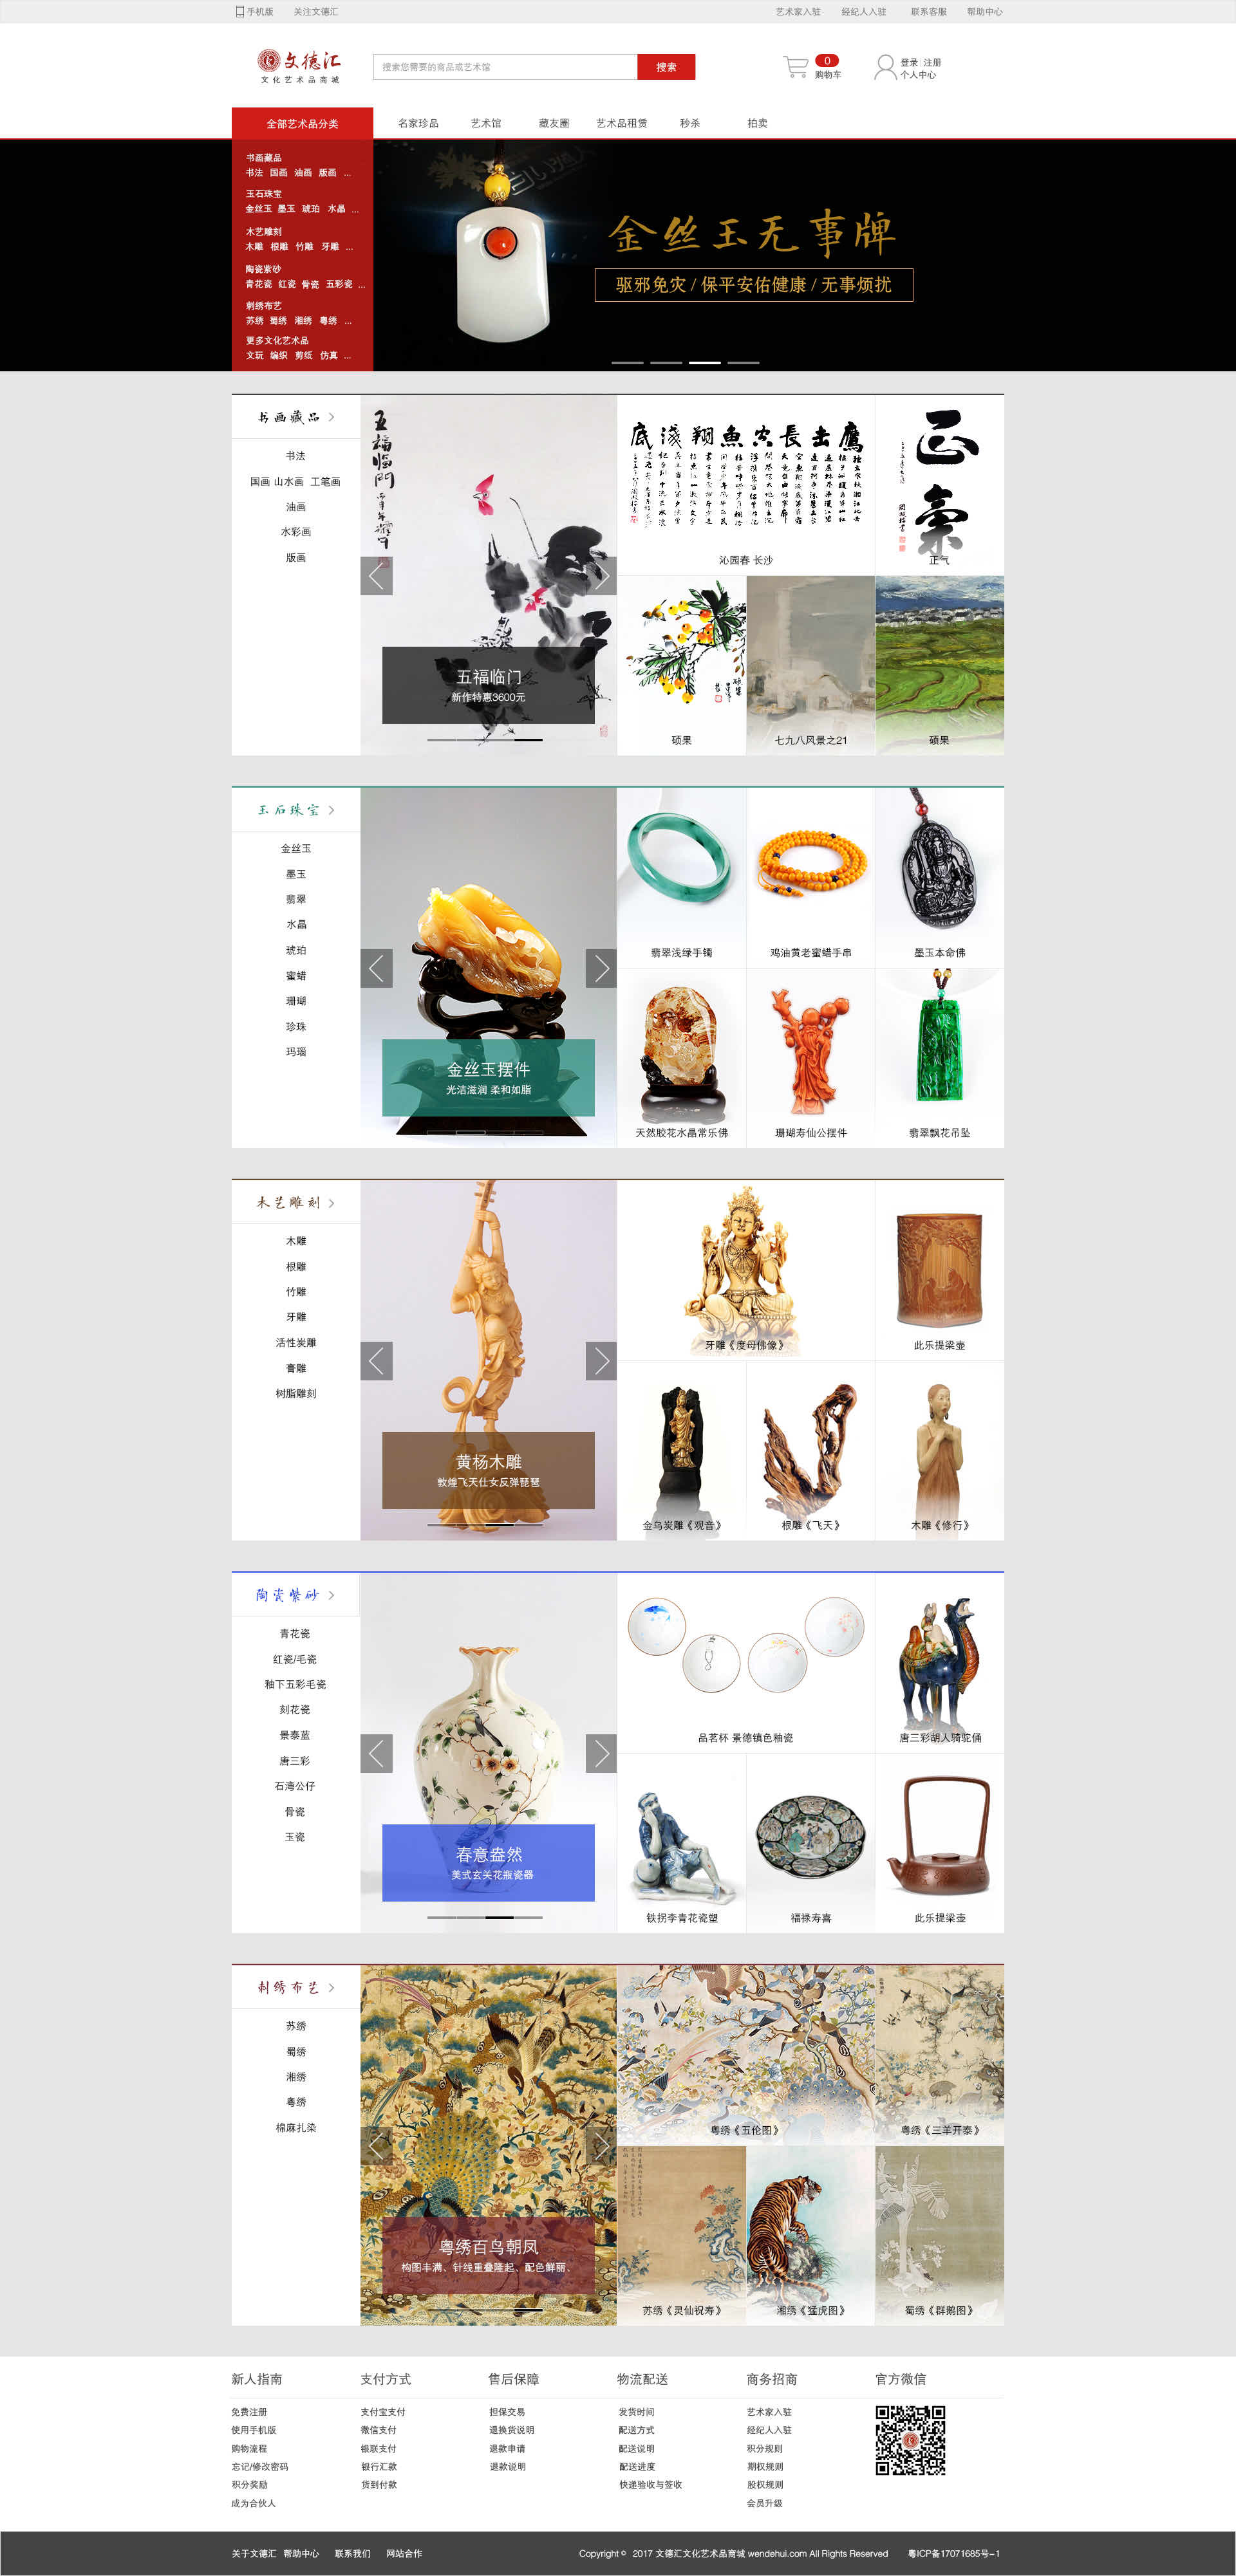 手机版 关注文德汇 艺术家入驻 经纪人入驻 联系客服 帮助中心
文德汇
文化艺术品商城
搜索您需要的商品或艺术馆 搜索
0
购物车
登录 注册
个人中心
全部艺术品分类 名家珍品 艺术馆 藏友圈 艺术品租赁 秒杀 拍卖
书画藏品
书法 国画 油画 版画 ...
玉石珠宝
金丝玉 墨玉 琥珀 水晶 ...
木艺雕刻
木雕 根雕 竹雕 牙雕 ...
陶瓷紫砂
青花瓷 红瓷 骨瓷 五彩瓷 ...
刺绣布艺
苏绣 蜀绣 湘绣 粤绣 ...
更多文化艺术品
文玩 编织 剪纸 仿真 ...
金丝玉无事牌
驱邪免灾 / 保平安佑健康 / 无事烦扰
书画藏品
书法
国画 山水画 工笔画
油画
水彩画
版画
五福临门
五福临门
新作特惠3600元
鹰击长空鱼翔浅底
沁园春 长沙
正气
正气
硕果
七九八风景之21
硕果
玉石珠宝
金丝玉
墨玉
翡翠
水晶
琥珀
蜜蜡
珊瑚
珍珠
玛瑙
金丝玉摆件
光洁滋润 柔和如脂
翡翠浅绿手镯
鸡油黄老蜜蜡手串
墨玉本命佛
天然胶花水晶常乐佛
珊瑚寿仙公摆件
翡翠飘花吊坠
木艺雕刻
木雕
根雕
竹雕
牙雕
活性炭雕
膏雕
树脂雕刻
黄杨木雕
敦煌飞天仕女反弹琵琶
牙雕《度母佛像》
此乐提梁壶
金乌炭雕《观音》
根雕《飞天》
木雕《修行》
陶瓷紫砂
青花瓷
红瓷/毛瓷
釉下五彩毛瓷
刻花瓷
景泰蓝
唐三彩
石湾公仔
骨瓷
玉瓷
春意盎然
美式玄关花瓶瓷器
品茗杯 景德镇色釉瓷
唐三彩胡人骑驼俑
铁拐李青花瓷塑
福禄寿喜
此乐提梁壶
刺绣布艺
苏绣
蜀绣
湘绣
粤绣
棉麻扎染
粤绣百鸟朝凤
构图丰满、针线重叠隆起、配色鲜丽、
粤绣《五伦图》
粤绣《三羊开泰》
苏绣《灵仙祝寿》
湘绣《猛虎图》
蜀绣《群鹅图》
新人指南
免费注册
使用手机版
购物流程
忘记/修改密码
积分奖励
成为合伙人
支付方式
支付宝支付
微信支付
银联支付
银行汇款
货到付款
售后保障
担保交易
退换货说明
退款申请
退款说明
物流配送
发货时间
配送方式
配送说明
配送进度
快递验收与签收
商务招商
艺术家入驻
经纪人入驻
积分规则
期权规则
股权规则
会员升级
官方微信
关于文德汇 帮助中心 联系我们 网站合作 Copyright © 2017 文德汇文化艺术品商城 wendehui.com All Rights Reserved 粤ICP备17071685号-1